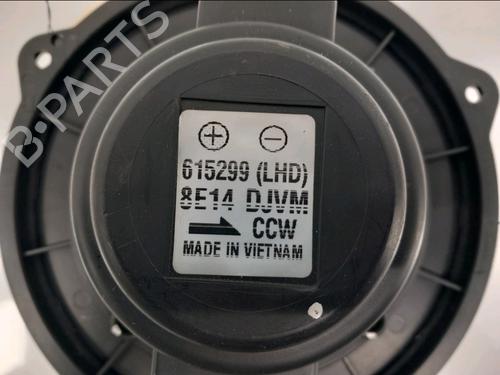 B-PARTS
+ −
615299 (LHD)
8E14 DJVM
CCW
MADE IN VIETNAM